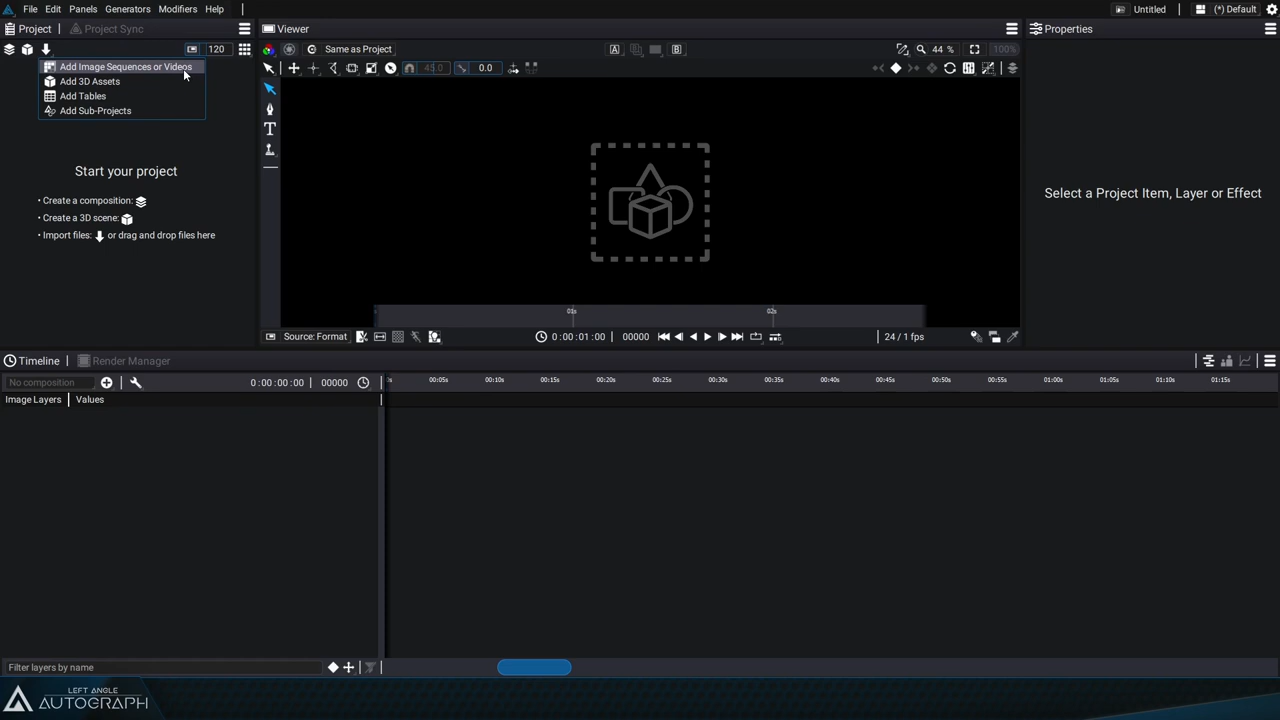 File Edit Panels Generators Modifiers Help Untitled (*) Default
Project Project Sync Viewer Properties
120 Same as Project A B 44 % 100%
Add Image Sequences or Videos 45.0 0.0
Add 3D Assets
Add Tables
Add Sub-Projects
Start your project
• Create a composition:
• Create a 3D scene:
• Import files: or drag and drop files here
Select a Project Item, Layer or Effect
01s 02s
Source: Format 0:00:01:00 00000 24 / 1 fps
Timeline Render Manager
No composition 0:00:00:00 00000 0s 00:05s 00:10s 00:15s 00:20s 00:25s 00:30s 00:35s 00:40s 00:45s 00:50s 00:55s 01:00s 01:05s 01:10s 01:15s
Image Layers Values
Filter layers by name
LEFT ANGLE
AUTOGRAPH